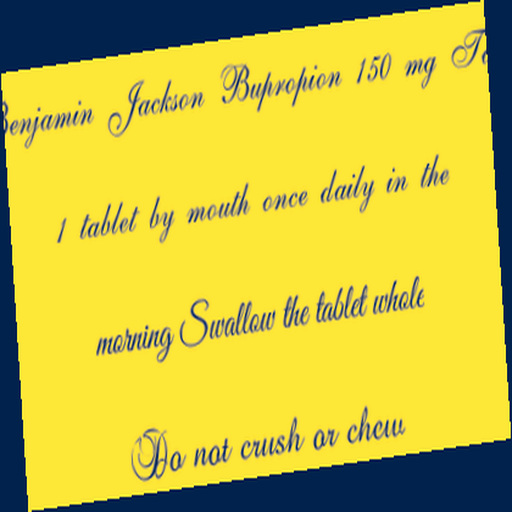 Benjamin Jackson Bupropion 150 mg
1 tablet by mouth once daily in the
morning Swallow the tablet whole
Do not crush or chew